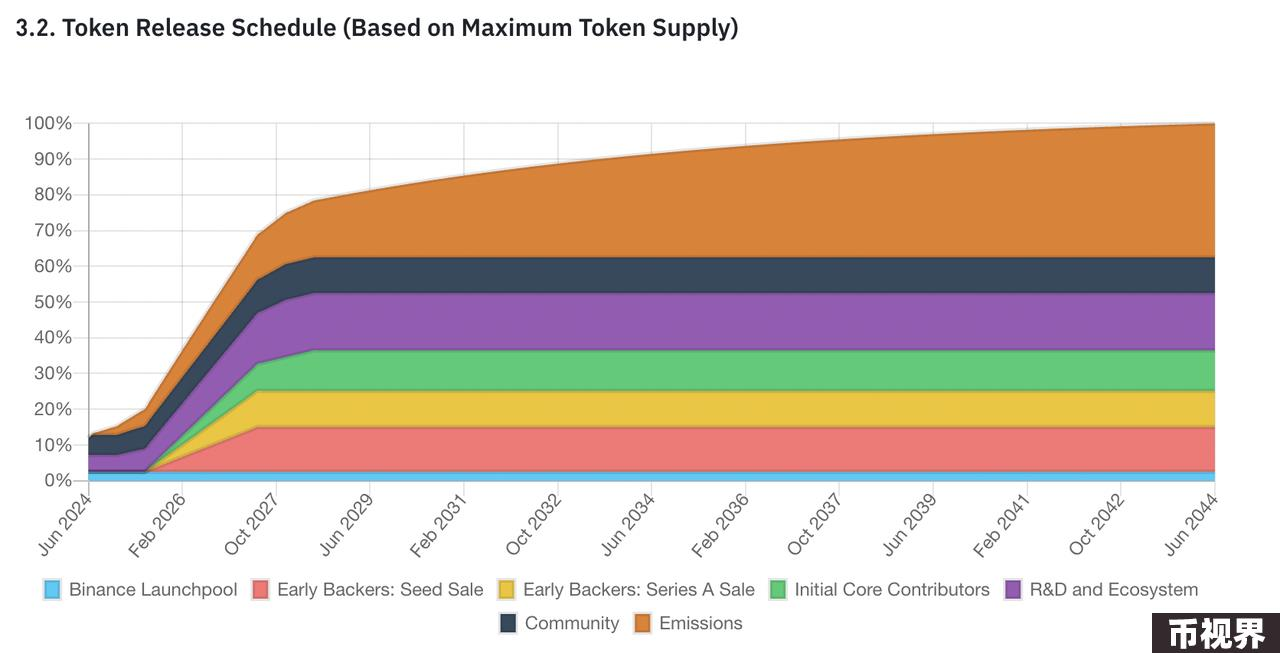 3.2. Token Release Schedule (Based on Maximum Token Supply)
100%
90%
80%
70%
60%
50%
40%
30%
20%
10%
0%
Jun 2024
Feb 2026
Oct 2027
Jun 2029
Feb 2031
Oct 2032
Jun 2034
Feb 2036
Oct 2037
Jun 2039
Feb 2041
Oct 2042
Jun 2044
Binance Launchpool
Early Backers: Seed Sale
Early Backers: Series A Sale
Initial Core Contributors
R&D and Ecosystem
Community
Emissions
币视界